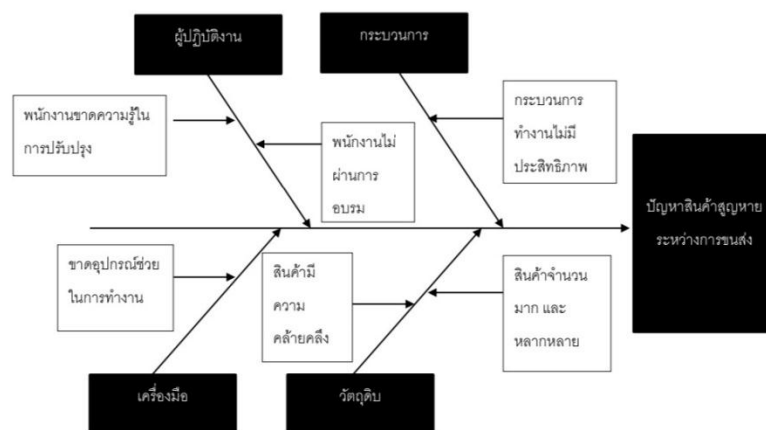 ผู้ปฏิบัติงาน
กระบวนการ
พนักงานขาดความรู้ใน
การปรับปรุง
พนักงานไม่
ผ่านการ
อบรม
กระบวนการ
ทำงานไม่มี
ประสิทธิภาพ
ปัญหาสินค้าสูญหาย
ระหว่างการขนส่ง
ขาดอุปกรณ์ช่วย
ในการทำงาน
สินค้ามี
ความ
คล้ายคลึง
สินค้าจำนวน
มาก และ
หลากหลาย
เครื่องมือ
วัตถุดิบ